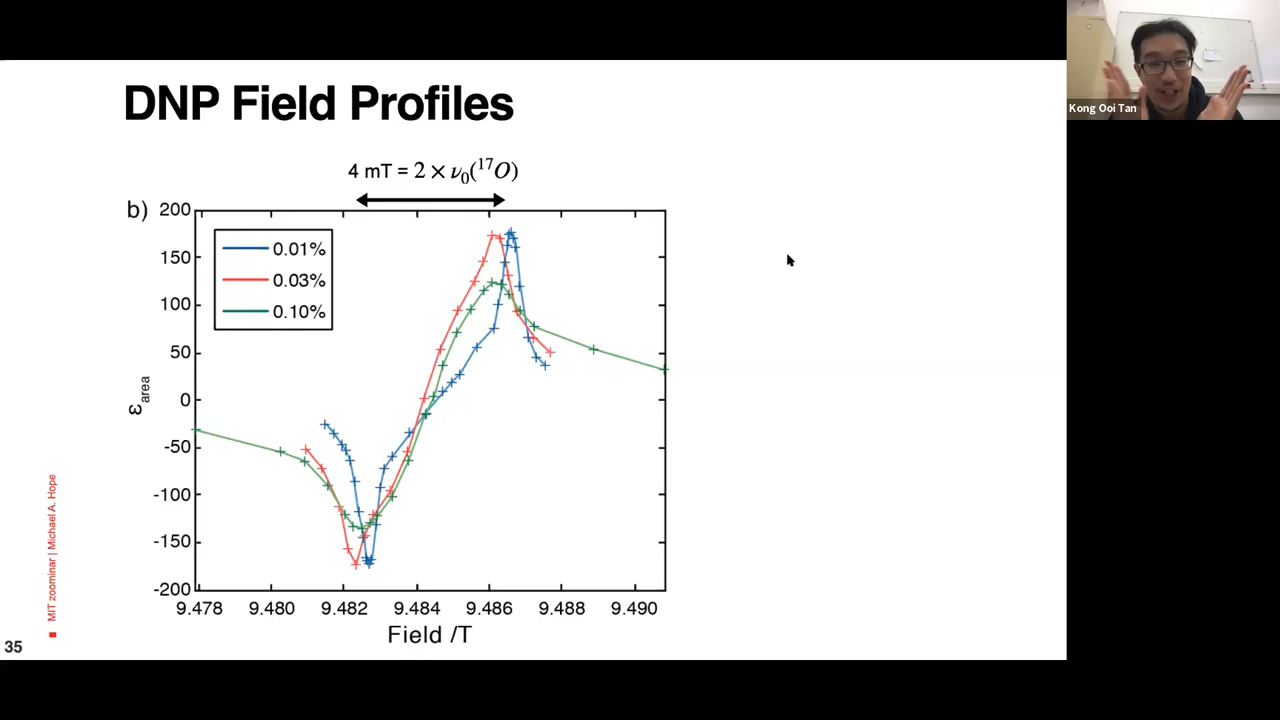 DNP Field Profiles
4 mT = 2 × ν₀(¹⁷O)
b)
200
150
100
50
0
-50
-100
-150
-200
ε area
0.01%
0.03%
0.10%
9.478 9.480 9.482 9.484 9.486 9.488 9.490
Field /T
MIT zoominar | Michael A. Hope
35
Kong Ooi Tan